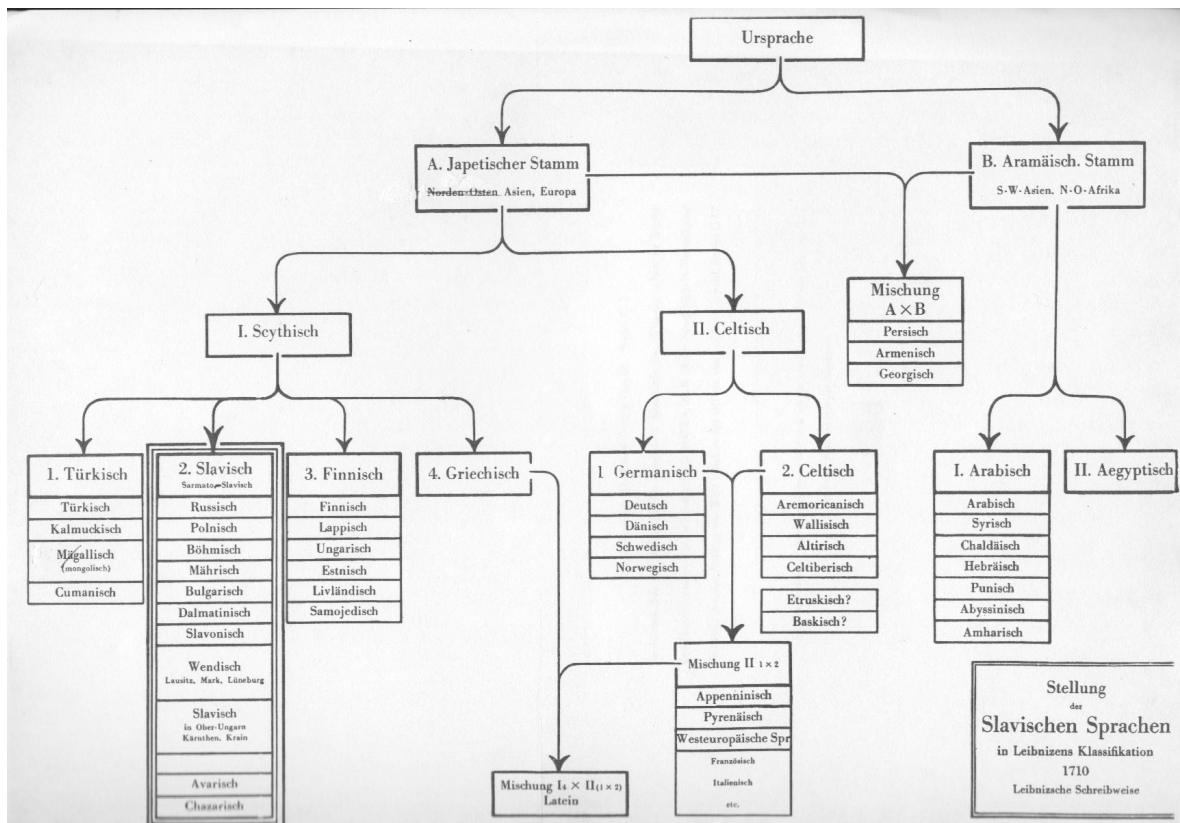 Ursprache
A. Japetischer Stamm
Norden-Osten Asien, Europa
B. Aramäisch. Stamm
S-W-Asien, N-O-Afrika
Mischung
A×B
Persisch
Armenisch
Georgisch
I. Scythisch
II. Celtisch
1. Türkisch
Türkisch
Kalmuckisch
Mägallisch
(mongolisch)
Cumanisch
2. Slavisch
Sarmato-Slavisch
Russisch
Polnisch
Böhmisch
Mährisch
Bulgarisch
Dalmatinisch
Slavonisch
Wendisch
Lausitz, Mark, Lüneburg
Slavisch
in Ober-Ungarn
Kärnthen, Krain
Avarisch
Chazarisch
3. Finnisch
Finnisch
Lappisch
Ungarisch
Estnisch
Livländisch
Samojedisch
4. Griechisch
1 Germanisch
Deutsch
Dänisch
Schwedisch
Norwegisch
2. Celtisch
Aremoricanisch
Wallisisch
Altirisch
Celtiberisch
Etruskisch?
Baskisch?
I. Arabisch
Arabisch
Syrisch
Chaldäisch
Hebräisch
Punisch
Abyssinisch
Amharisch
II. Aegyptisch
Mischung II 1×2
Appenninisch
Pyrenäisch
Westeuropäische Spr
Französisch
Italienisch
etc.
Mischung I4 × II(1×2)
Latein
Stellung
der
Slavischen Sprachen
in Leibnizens Klassifikation
1710
Leibnizsche Schreibweise